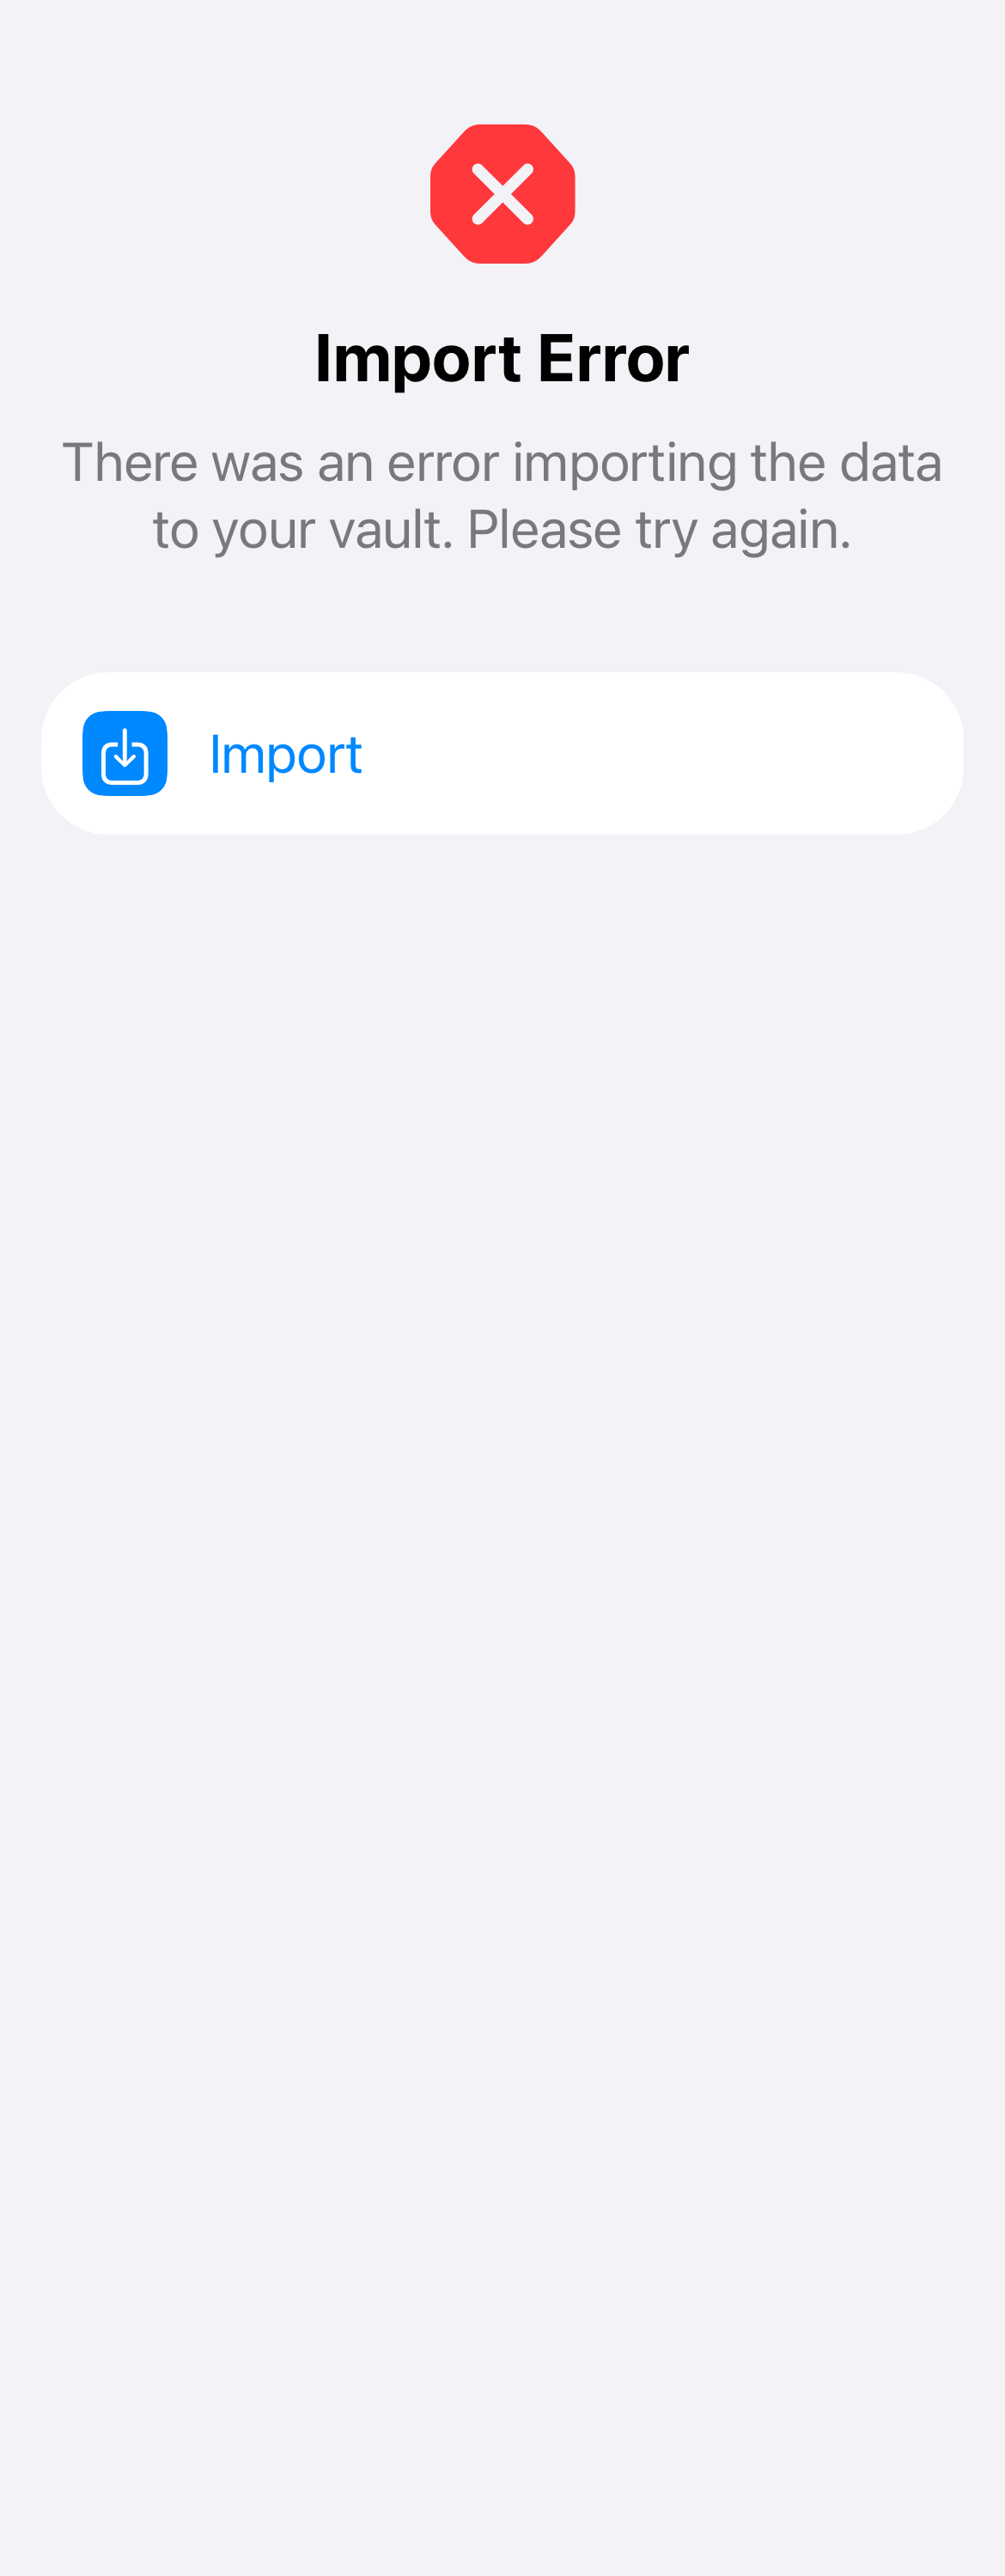 Import Error
There was an error importing the data
to your vault. Please try again.
Import